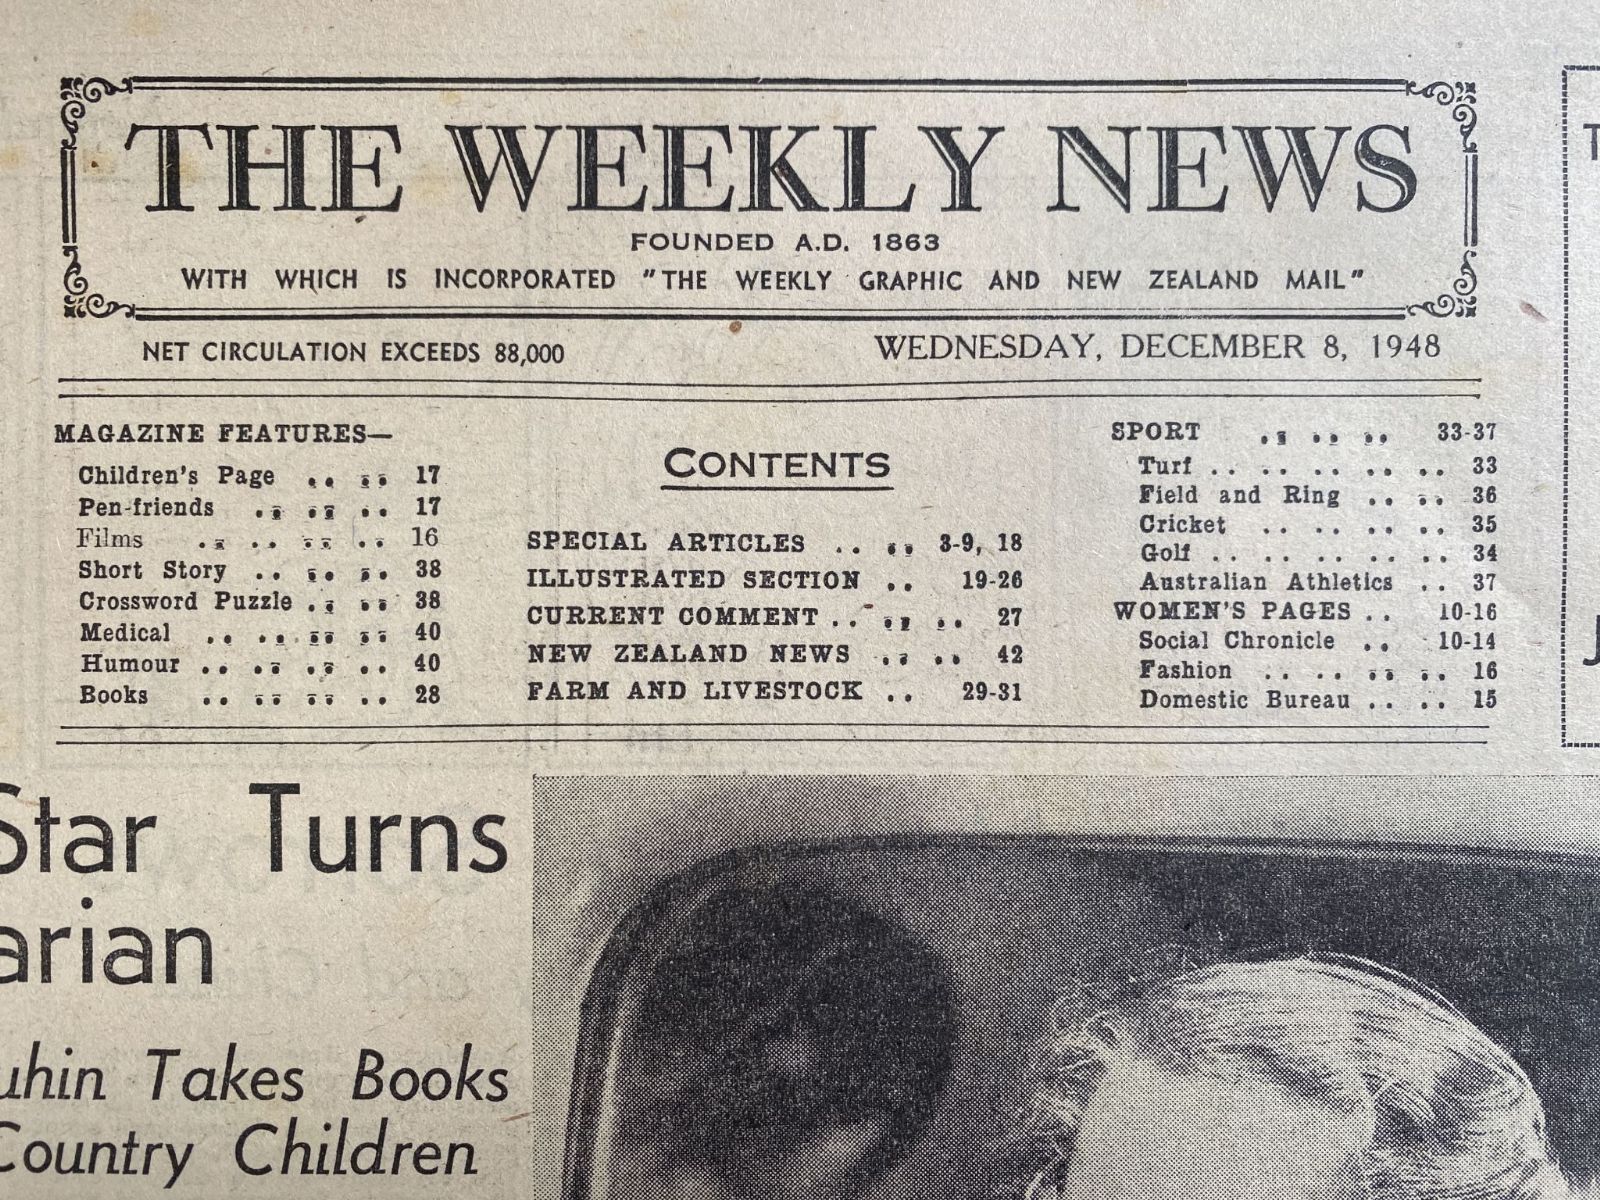 THE WEEKLY NEWS
FOUNDED A.D. 1863
WITH WHICH IS INCORPORATED "THE WEEKLY GRAPHIC AND NEW ZEALAND MAIL"
NET CIRCULATION EXCEEDS 88,000
WEDNESDAY, DECEMBER 8, 1948
MAGAZINE FEATURES—
Children's Page .. .. 17
Pen-friends .. .. .. 17
Films .. .. .. .. 16
Short Story .. .. .. 38
Crossword Puzzle .. .. 38
Medical .. .. .. .. 40
Humour .. .. .. .. 40
Books .. .. .. .. 28
CONTENTS
SPECIAL ARTICLES .. .. 3-9, 18
ILLUSTRATED SECTION .. 19-26
CURRENT COMMENT .. .. .. 27
NEW ZEALAND NEWS .. .. 42
FARM AND LIVESTOCK .. 29-31
SPORT .. .. .. 33-37
Turf .. .. .. .. .. 33
Field and Ring .. .. 36
Cricket .. .. .. .. 35
Golf .. .. .. .. .. 34
Australian Athletics .. 37
WOMEN'S PAGES .. 10-16
Social Chronicle .. 10-14
Fashion .. .. .. .. 16
Domestic Bureau .. .. 15
Star Turns
arian
uhin Takes Books
Country Children